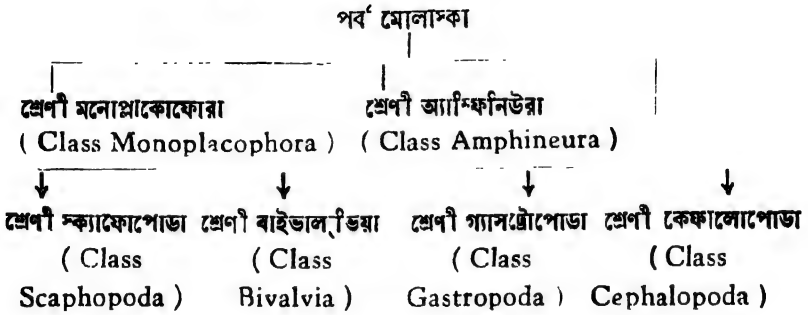 পর্ব মোলাস্কা
শ্রেণী মনোপ্লাকোফোরা শ্রেণী অ্যাম্ফিনিউরা
( Class Monoplacophora ) ( Class Amphineura )
শ্রেণী স্ক্যাফোপোডা শ্রেণী বাইভাল্ভিয়া শ্রেণী গ্যাসট্রোপোডা শ্রেণী কেফালোপোডা
( Class ( Class ( Class ( Class
Scaphopoda ) Bivalvia ) Gastropoda ) Cephalopoda )